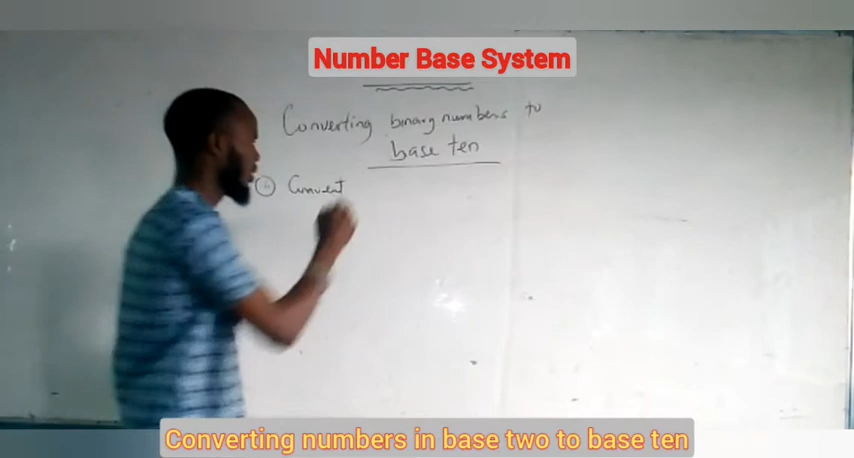 Number Base System
Converting binary numbers to
base ten
Convert
Converting numbers in base two to base ten